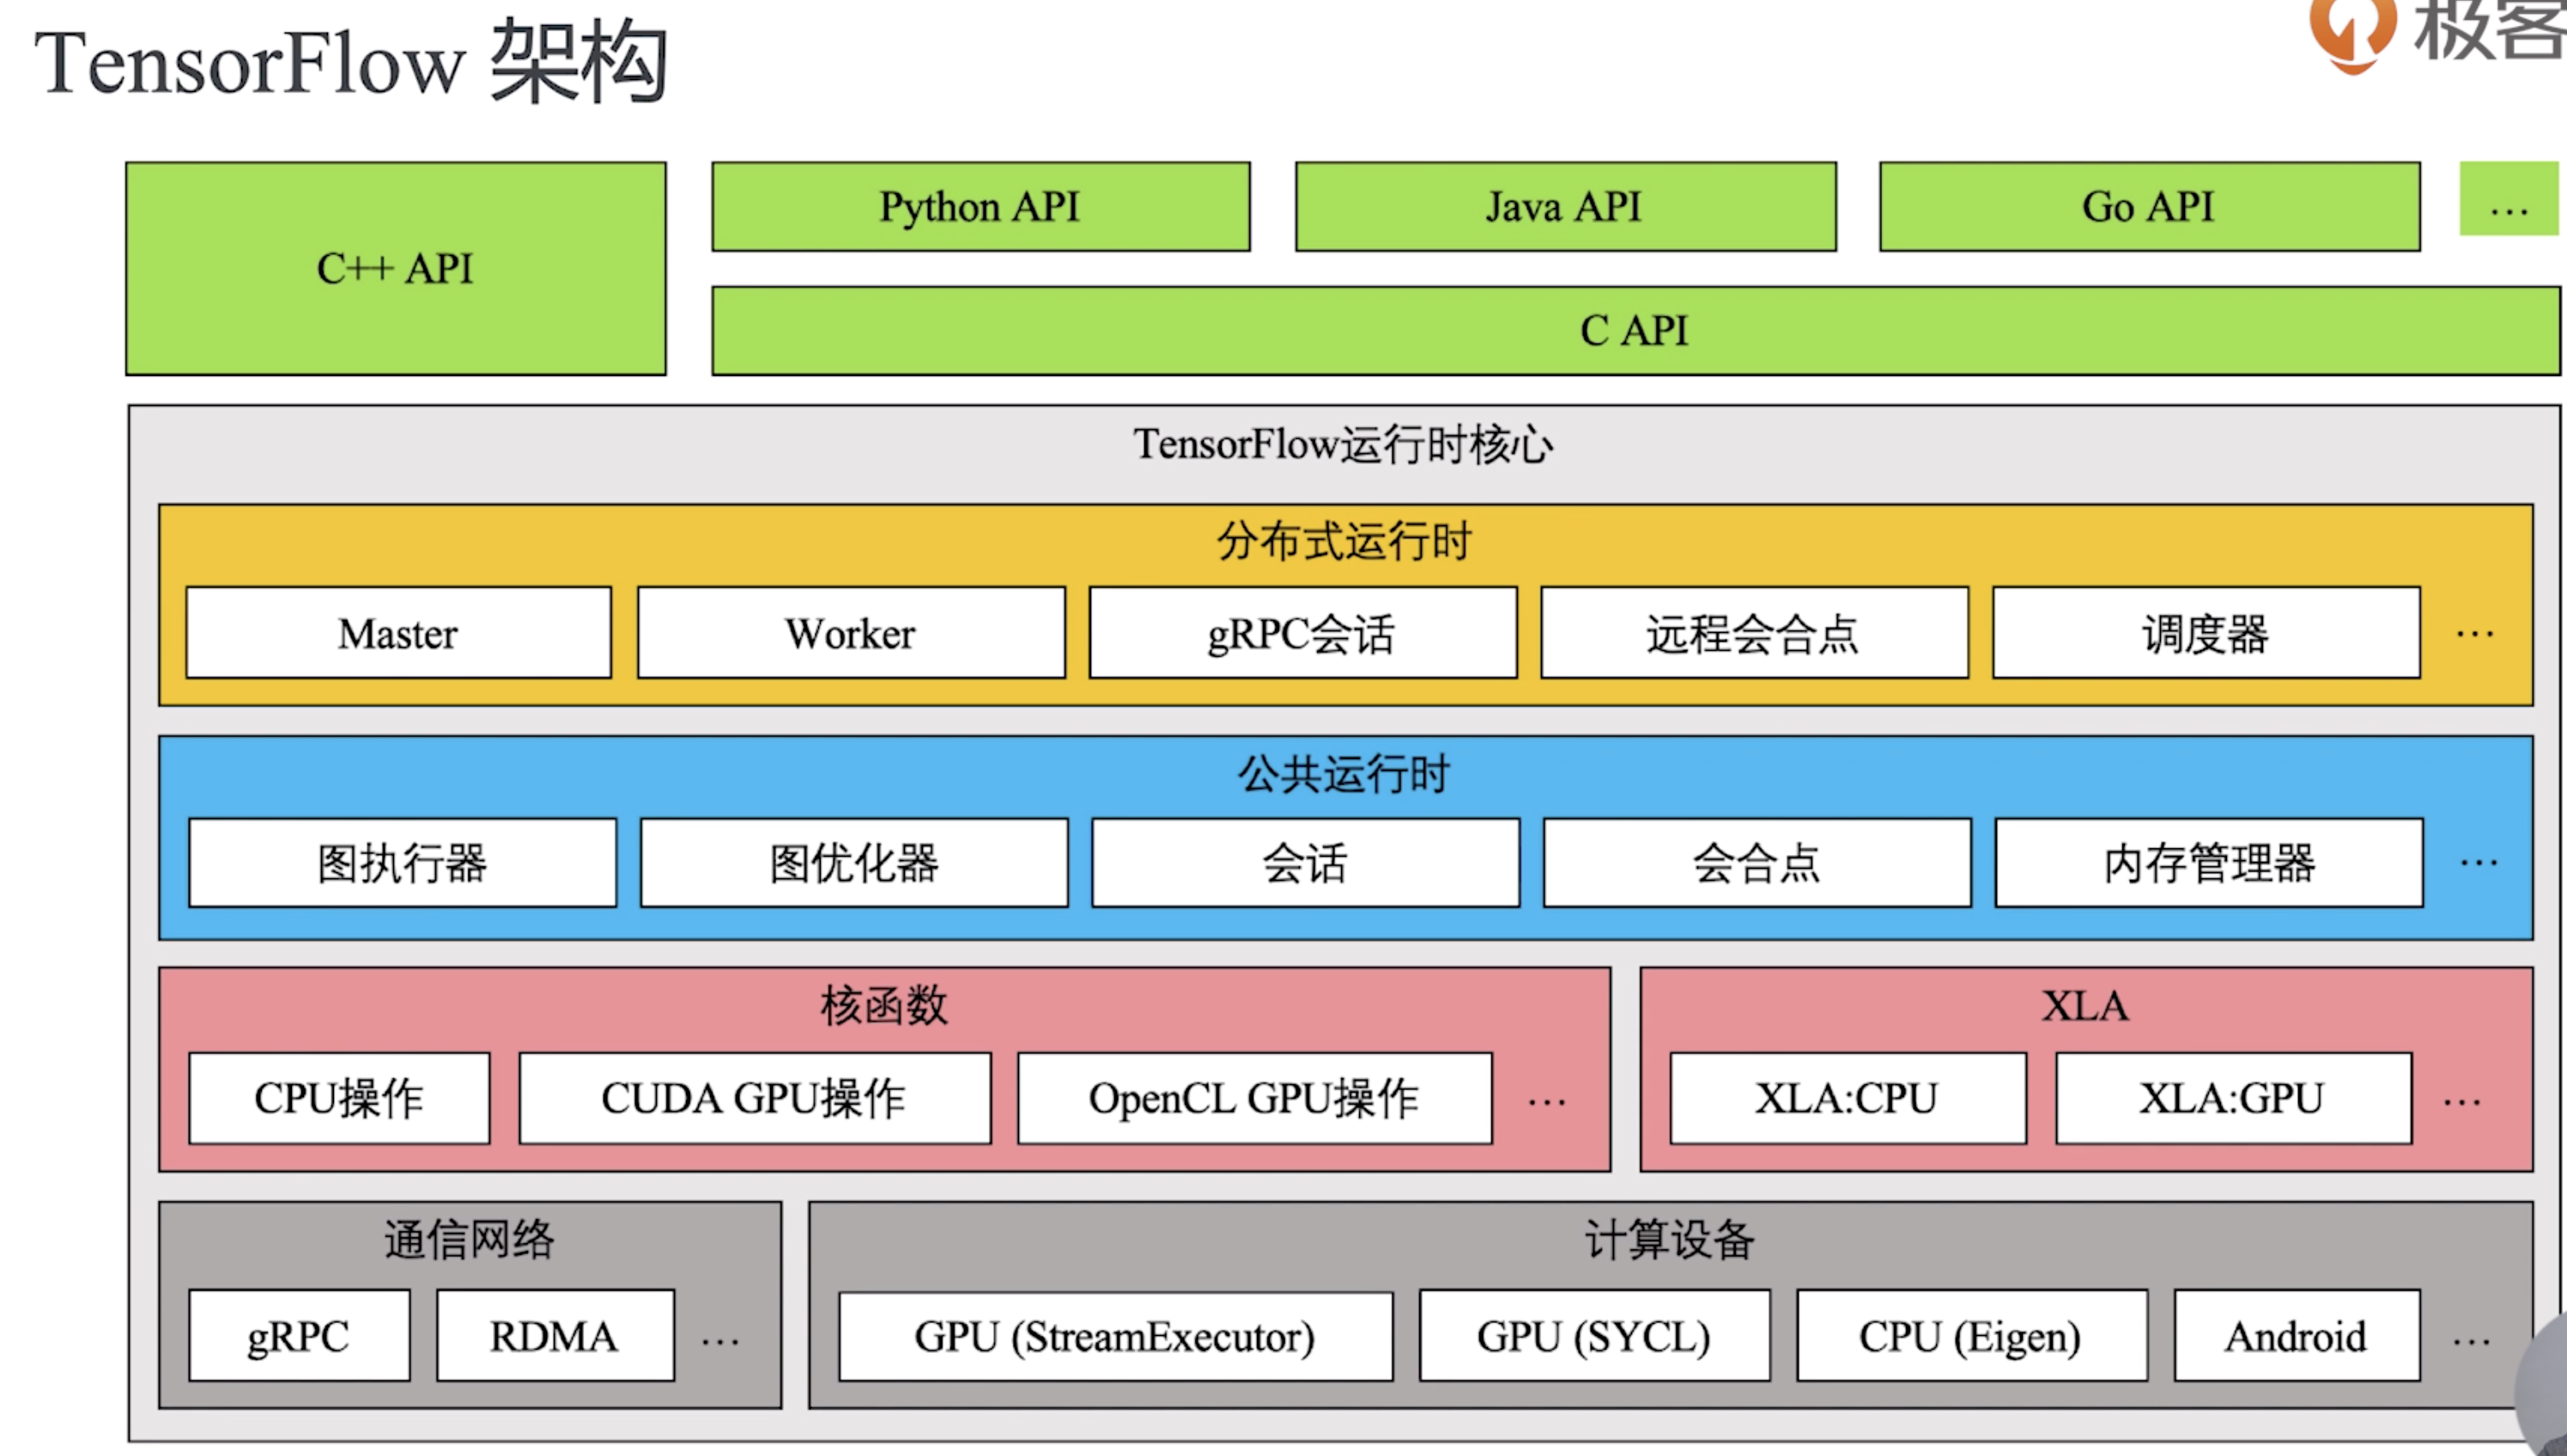 TensorFlow 架构
极客
C++ API
Python API
Java API
Go API
…
C API
TensorFlow运行时核心
分布式运行时
Master
Worker
gRPC会话
远程会合点
调度器
…
公共运行时
图执行器
图优化器
会话
会合点
内存管理器
…
核函数
CPU操作
CUDA GPU操作
OpenCL GPU操作
…
XLA
XLA:CPU
XLA:GPU
…
通信网络
gRPC
RDMA
…
计算设备
GPU (StreamExecutor)
GPU (SYCL)
CPU (Eigen)
Android
…